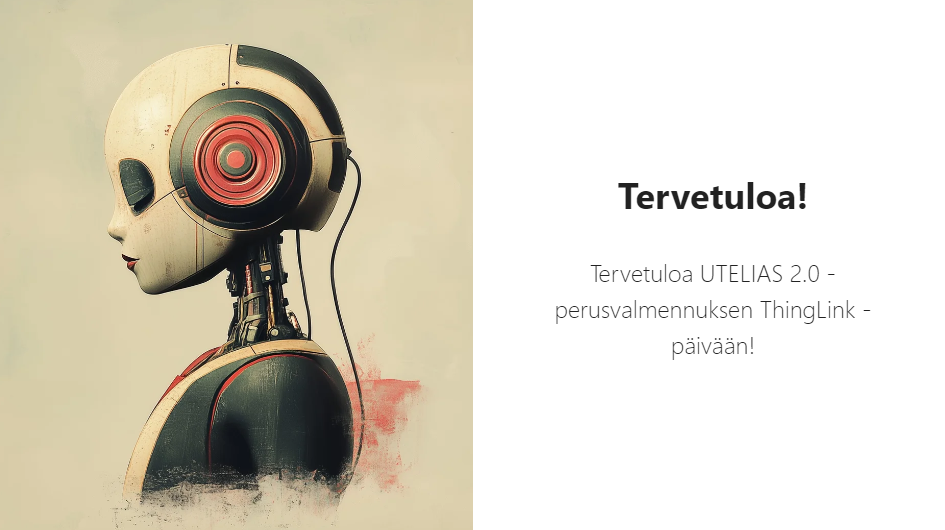 Tervetuloa!
Tervetuloa UTELIAS 2.0 -
perusvalmennuksen ThingLink -
päivään!